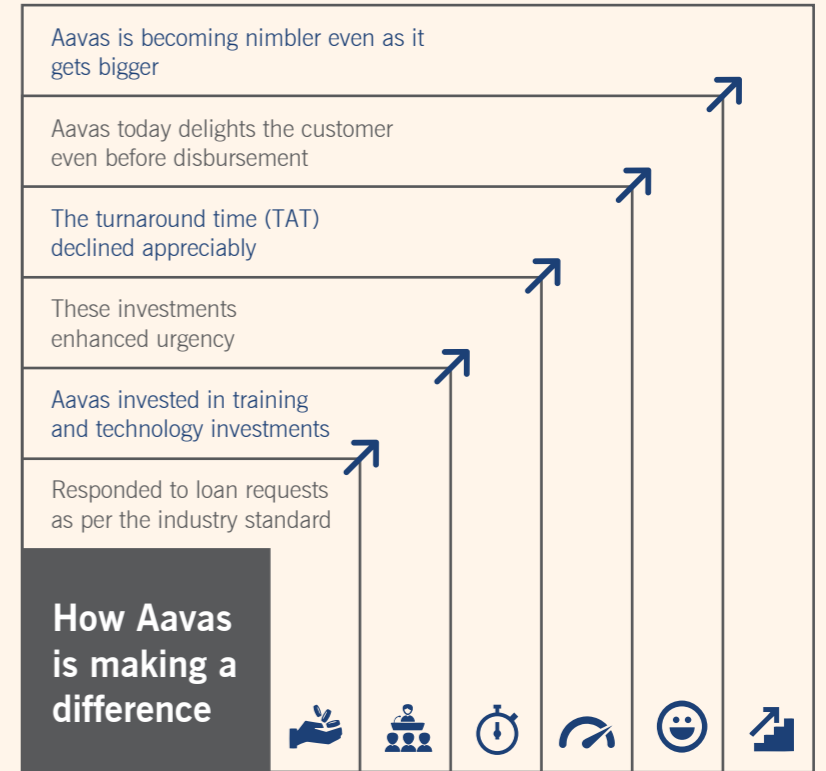 Aavas is becoming nimbler even as it
gets bigger
Aavas today delights the customer
even before disbursement
The turnaround time (TAT)
declined appreciably
These investments
enhanced urgency
Aavas invested in training
and technology investments
Responded to loan requests
as per the industry standard
How Aavas
is making a
difference